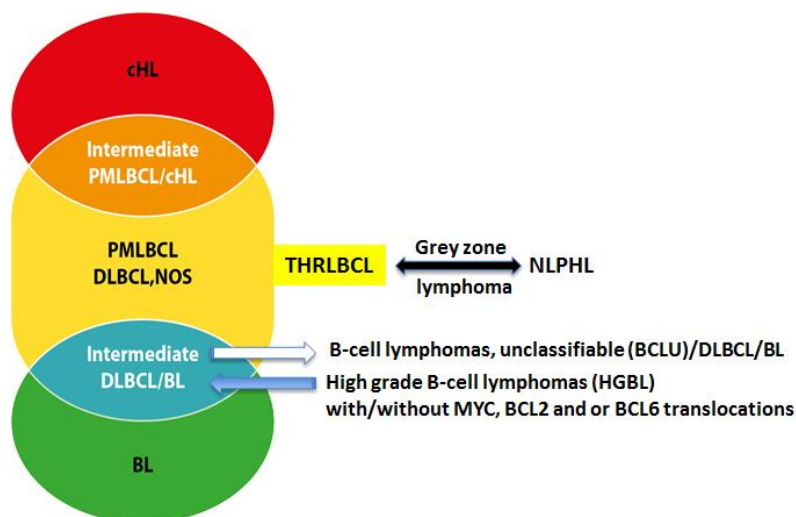 cHL
Intermediate
PMLBCL/cHL
PMLBCL
DLBCL,NOS
THRLBCL
Grey zone
lymphoma
NLPHL
Intermediate
DLBCL/BL
B-cell lymphomas, unclassifiable (BCLU)/DLBCL/BL
High grade B-cell lymphomas (HGBL)
with/without MYC, BCL2 and or BCL6 translocations
BL